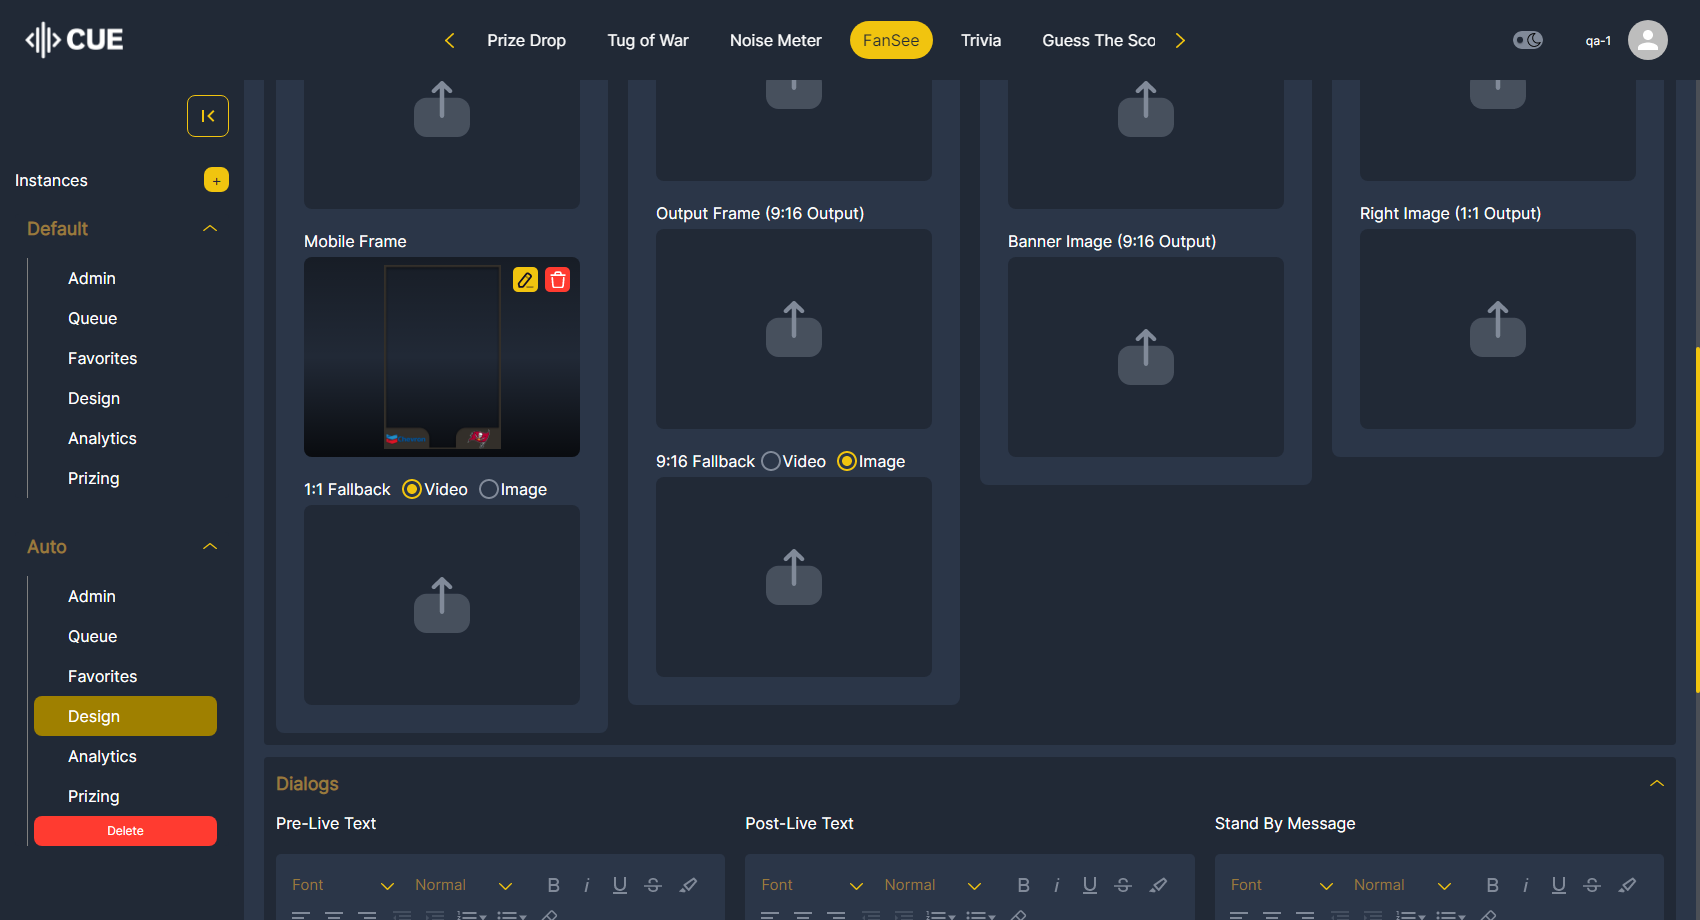 CUE
Prize Drop
Tug of War
Noise Meter
FanSee
Trivia
Guess The Sco
qa-1
Instances
+
Default
Admin
Queue
Favorites
Design
Analytics
Prizing
Auto
Admin
Queue
Favorites
Design
Analytics
Prizing
Delete
Mobile Frame
1:1 Fallback Video Image
Output Frame (9:16 Output)
9:16 Fallback Video Image
Banner Image (9:16 Output)
Right Image (1:1 Output)
Dialogs
Pre-Live Text
Font Normal B i U S
Post-Live Text
Font Normal B i U S
Stand By Message
Font Normal B i U S